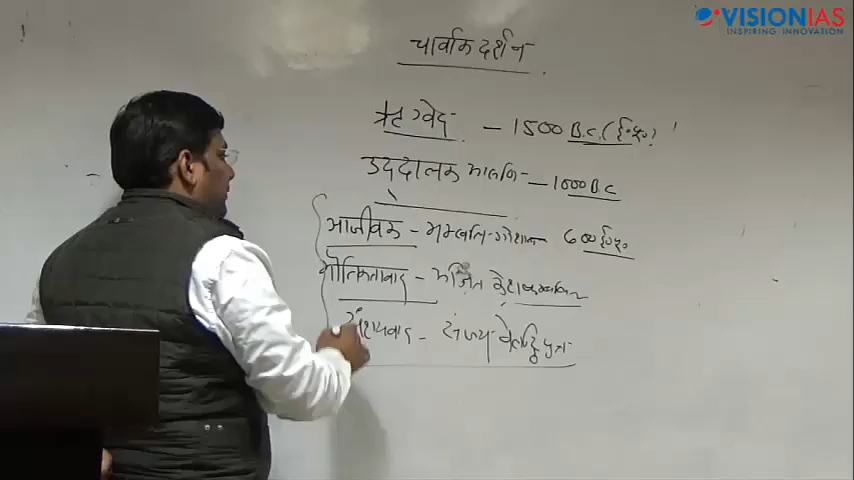 VISIONIAS
INSPIRING INNOVATION
चार्वाक दर्शन
ऋग्वेद - 1500 B.C. (ई.पू.)
उद्दालक आरूणि - 1000 BC
आजीवक - मक्खलि-गोशाल 600 ई.पू.
भौतिकतावाद - अजित केशकम्बलिन
संशयवाद - संजय वेलट्ठिपुत्त